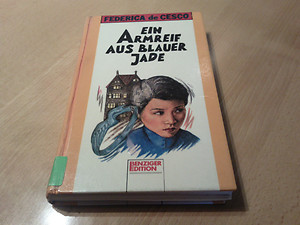 FEDERICA de CESCO
EIN
ARMREIF
AUS BLAUER
JADE
BENZIGER
EDITION